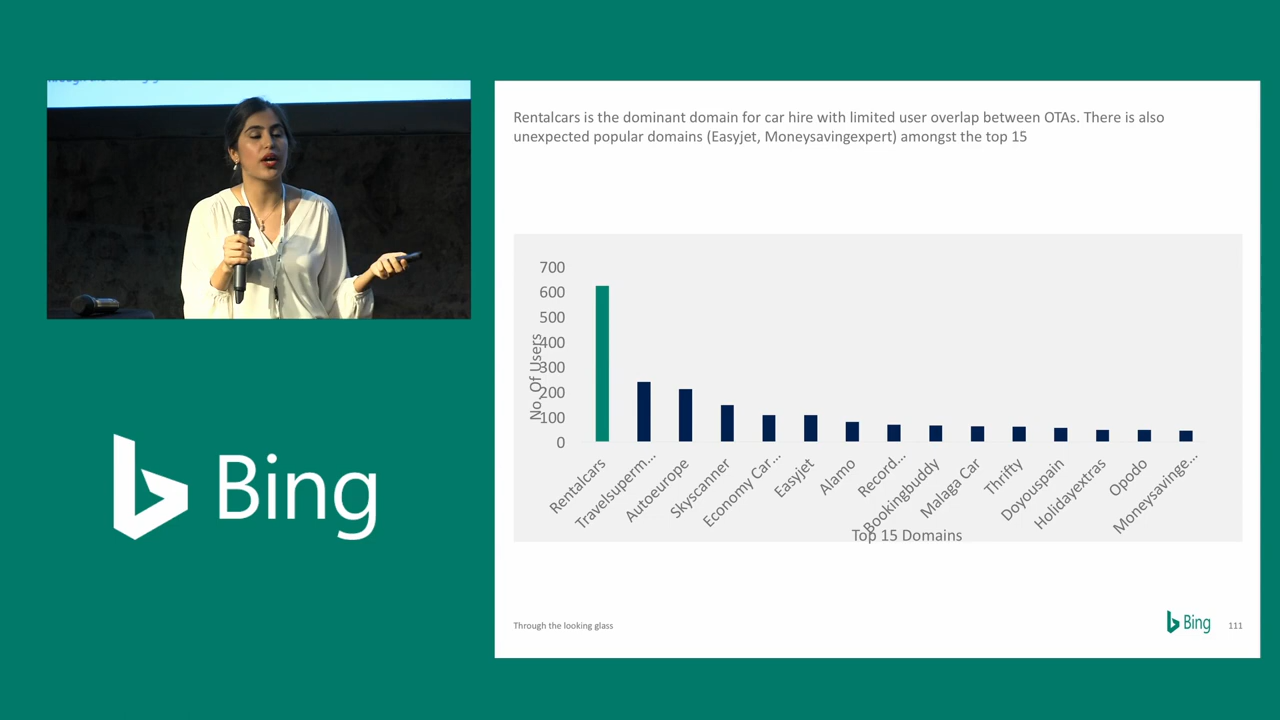 Rentalcars is the dominant domain for car hire with limited user overlap between OTAs. There is also
unexpected popular domains (Easyjet, Moneysavingexpert) amongst the top 15
700
600
500
400
300
200
100
0
No. Of Users
Rentalcars
Travelsuperm...
Autoeurope
Skyscanner
Economy Car...
Easyjet
Alamo
Record...
Bookingbuddy
Malaga Car
Thrifty
Doyouspain
Holidayextras
Opodo
Moneysavinge...
Top 15 Domains
Bing
Through the looking glass
Bing
111